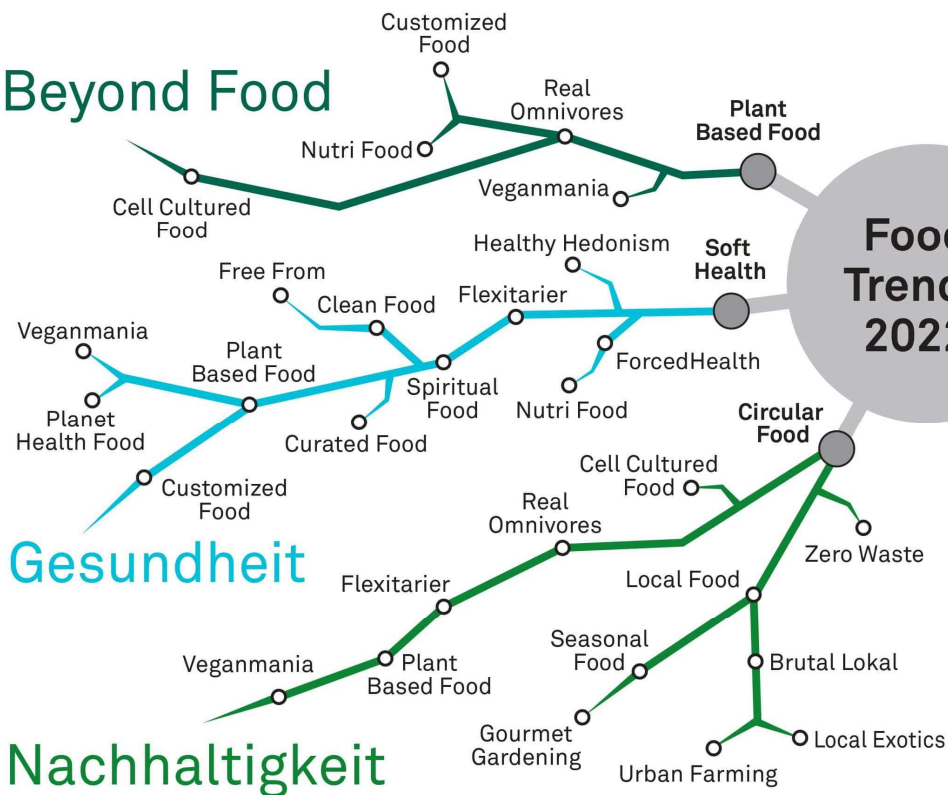 Customized
Food
Beyond Food
Real
Omnivores
Plant
Based Food
Nutri Food
Veganmania
Cell Cultured
Food
Healthy Hedonism
Soft
Health
Food
2022
Free From
Clean Food
Flexitarier
Veganmania
Plant
Based Food
ForcedHealth
Spiritual
Food
Nutri Food
Planet
Health Food
Curated Food
Circular
Food
Customized
Food
Cell Cultured
Food
Real
Omnivores
Gesundheit
Zero Waste
Local Food
Flexitarier
Seasonal
Food
Veganmania
Plant
Based Food
Brutal Lokal
Gourmet
Gardening
Local Exotics
Urban Farming
Nachhaltigkeit